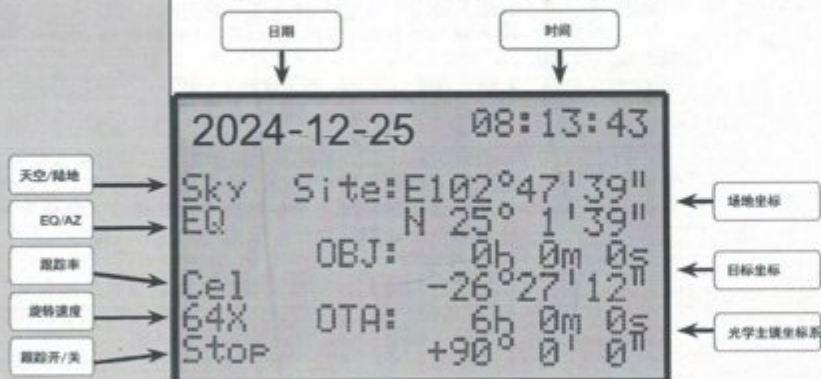 日期
时间
2024-12-25 08:13:43
天空/陆地
Sky Site:E102°47'39"
场地坐标
EQ/AZ
EQ N 25° 1'39"
OBJ: 0h 0m 0s
目标坐标
跟踪率
Cel -26°27'12"
旋转速度
64X OTA: 6h 0m 0s
光学主镜坐标系
跟踪开/关
Stop +90° 0' 0"